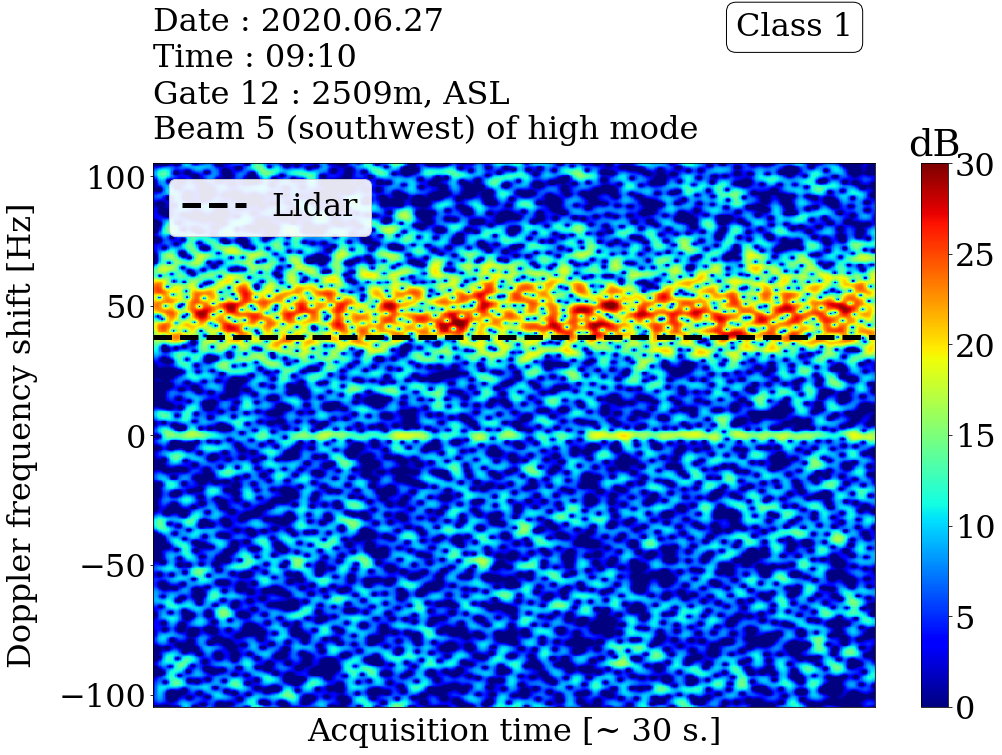 Date : 2020.06.27
Time : 09:10
Gate 12 : 2509m, ASL
Beam 5 (southwest) of high mode
Class 1
dB
Lidar
Doppler frequency shift [Hz]
100
50
0
−50
−100
Acquisition time [~ 30 s.]
30
25
20
15
10
5
0